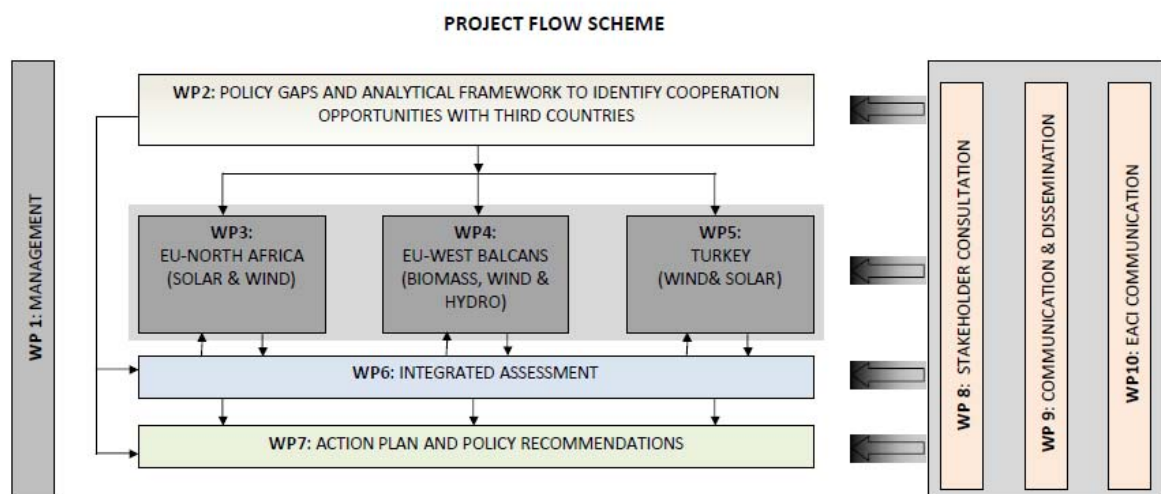 PROJECT FLOW SCHEME
WP 1: MANAGEMENT
WP2: POLICY GAPS AND ANALYTICAL FRAMEWORK TO IDENTIFY COOPERATION
OPPORTUNITIES WITH THIRD COUNTRIES
WP3:
EU-NORTH AFRICA
(SOLAR & WIND)
WP4:
EU-WEST BALCANS
(BIOMASS, WIND &
HYDRO)
WP5:
TURKEY
(WIND& SOLAR)
WP6: INTEGRATED ASSESSMENT
WP7: ACTION PLAN AND POLICY RECOMMENDATIONS
WP 8: STAKEHOLDER CONSULTATION
WP 9: COMMUNICATION & DISSEMINATION
WP10: EACI COMMUNICATION